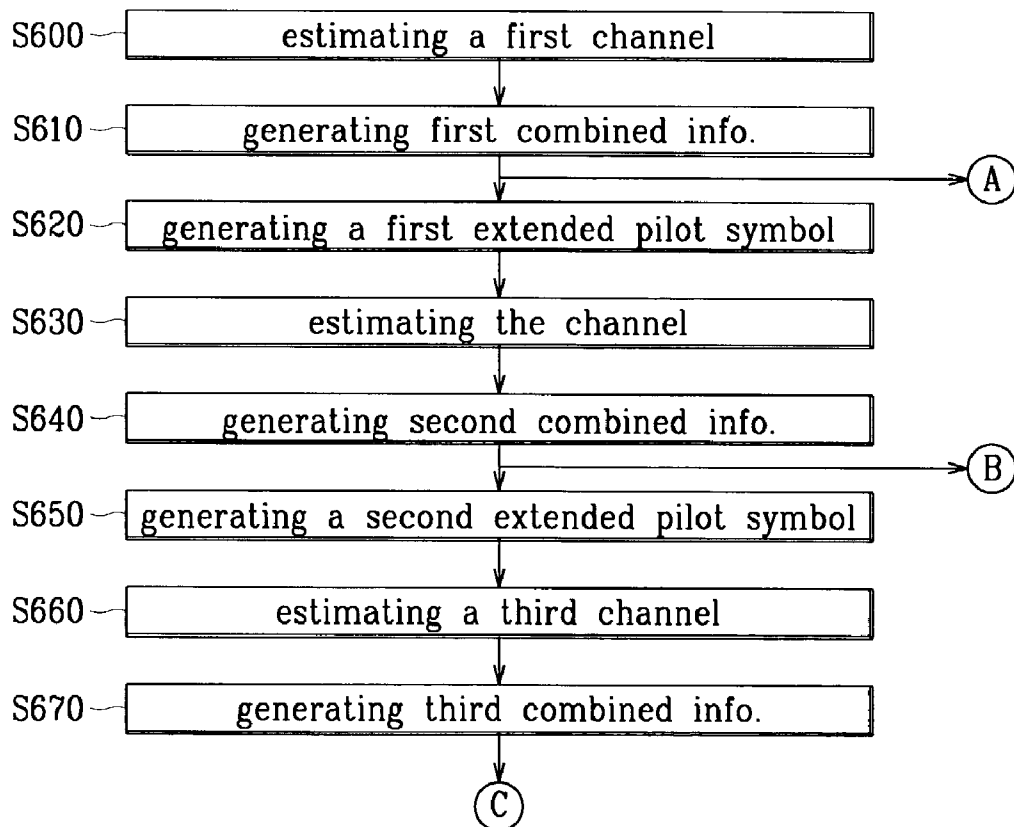 S600 estimating a first channel
S610 generating first combined info.
A
S620 generating a first extended pilot symbol
S630 estimating the channel
S640 generating second combined info.
B
S650 generating a second extended pilot symbol
S660 estimating a third channel
S670 generating third combined info.
C